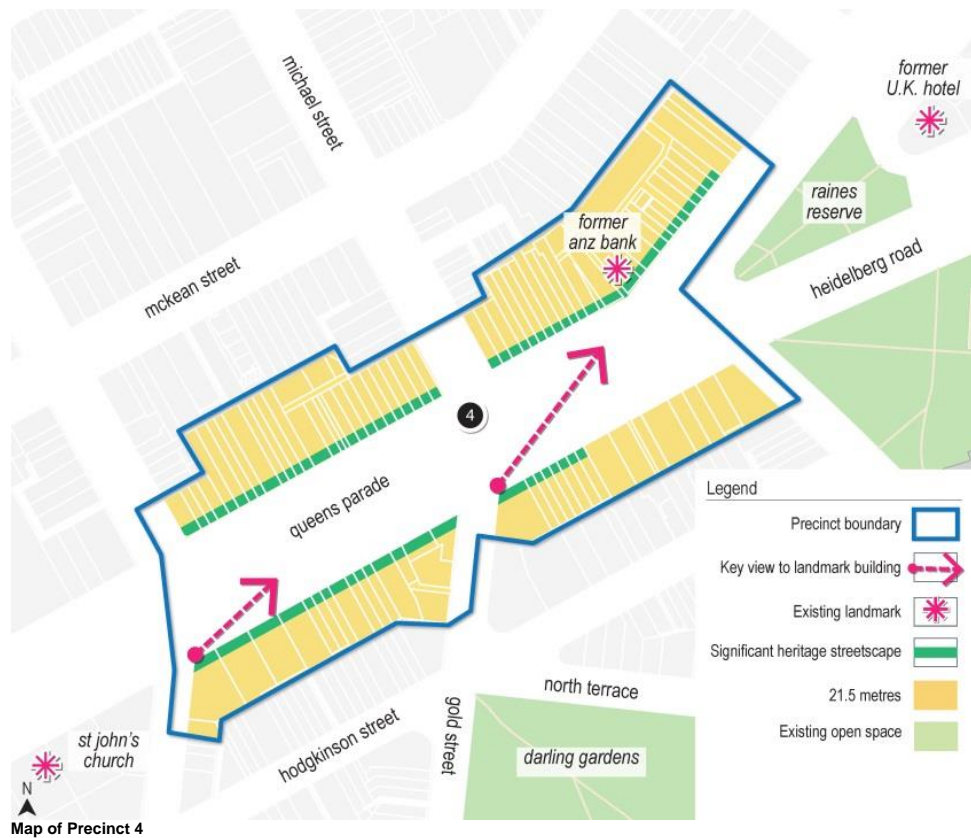 michael street
former
U.K. hotel
raines
reserve
former
anz bank
heidelberg road
mckean street
4
queens parade
Legend
Precinct boundary
Key view to landmark building
Existing landmark
Significant heritage streetscape
21.5 metres
Existing open space
north terrace
gold street
hodgkinson street
darling gardens
st john's
church
N
Map of Precinct 4